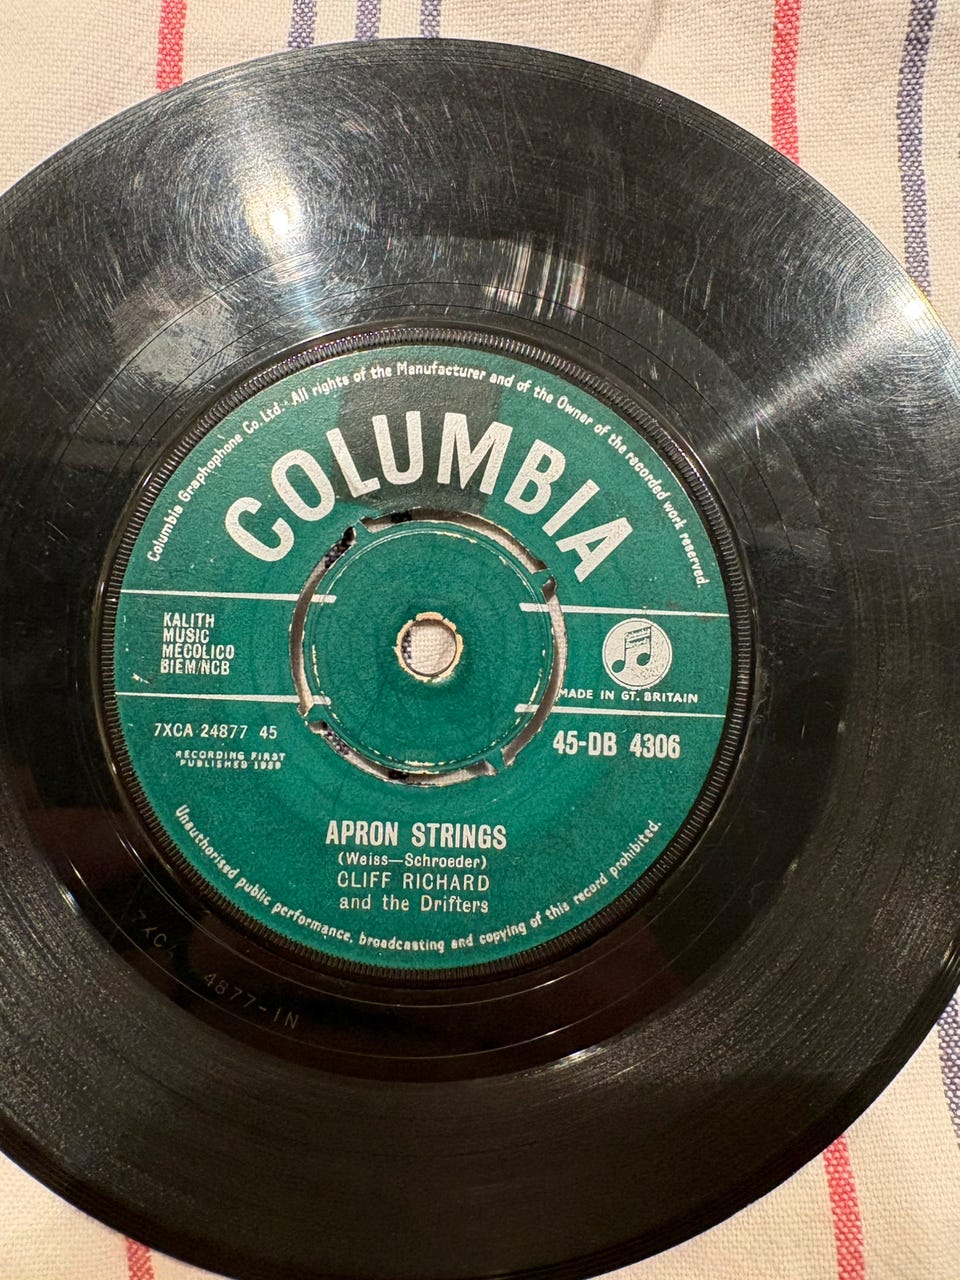 Columbia Graphophone Co. Ltd.· All rights of the Manufacturer and of the Owner of the recorded work reserved.
COLUMBIA
KALITH
MUSIC
MECOLICO
BIEM/NCB
MADE IN GT. BRITAIN
7XCA 24877 45
45-DB 4306
RECORDING FIRST
PUBLISHED 1959
APRON STRINGS
(Weiss—Schroeder)
CLIFF RICHARD
and the Drifters
Unauthorised public performance, broadcasting and copying of this record prohibited.
4877-1N